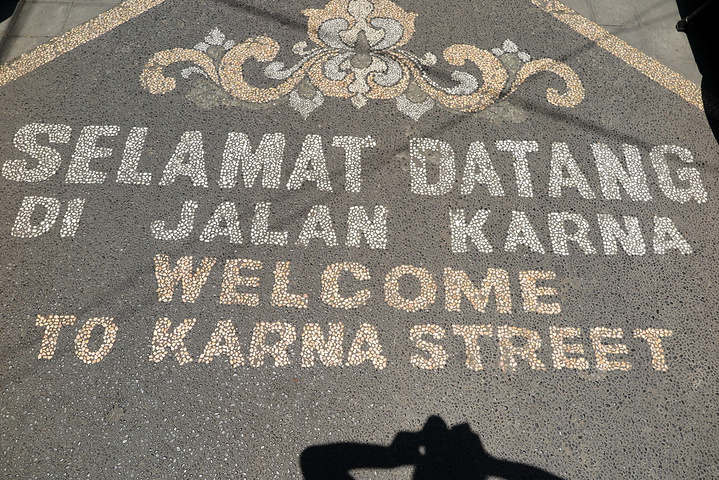 SELAMAT DATANG
DI JALAN KARNA
WELCOME
TO KARNA STREET